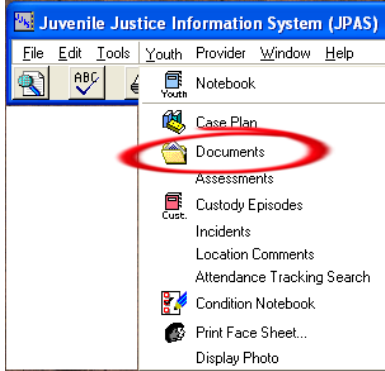 Juvenile Justice Information System (JPAS)
File Edit Tools Youth Provider Window Help
ABC
Youth
Notebook
Case Plan
Documents
Assessments
Cust.
Custody Episodes
Incidents
Location Comments
Attendance Tracking Search
Condition Notebook
Print Face Sheet...
Display Photo